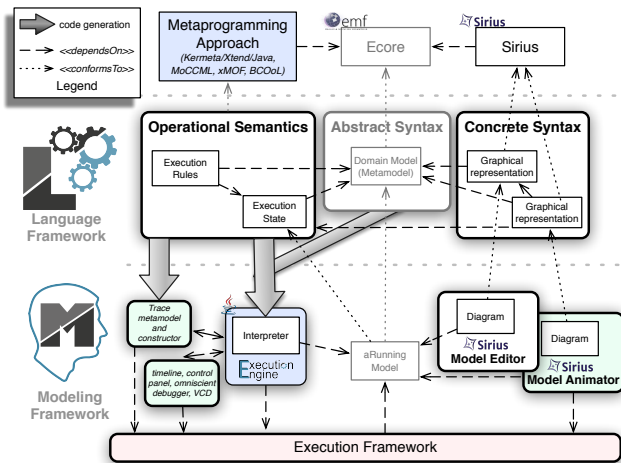 code generation
<<dependsOn>>
<<conformsTo>>
Legend
Metaprogramming
Approach
(Kermeta/Xtend/Java,
MoCCML, xMOF, BCOoL)
emf
Ecore
Sirius
Sirius
Operational Semantics
Execution
Rules
Execution
State
Abstract Syntax
Domain Model
(Metamodel)
Concrete Syntax
Graphical
representation
Graphical
representation
L
Language
Framework
Trace
metamodel
and
constructor
timeline, control
panel, omniscient
debugger, VCD
Java
Interpreter
Execution
Engine
aRunning
Model
Diagram
Sirius
Model Editor
Diagram
Sirius
Model Animator
M
Modeling
Framework
Execution Framework